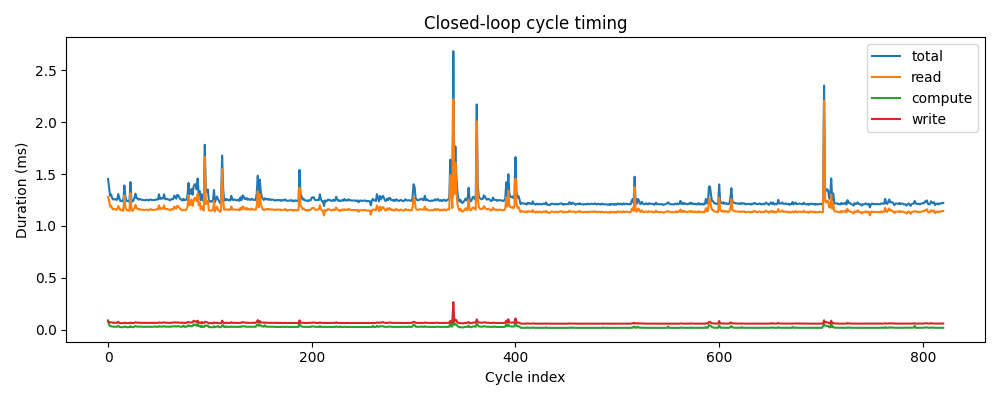 Closed-loop cycle timing
total
read
compute
write
Duration (ms)
2.5
2.0
1.5
1.0
0.5
0.0
0
200
400
600
800
Cycle index